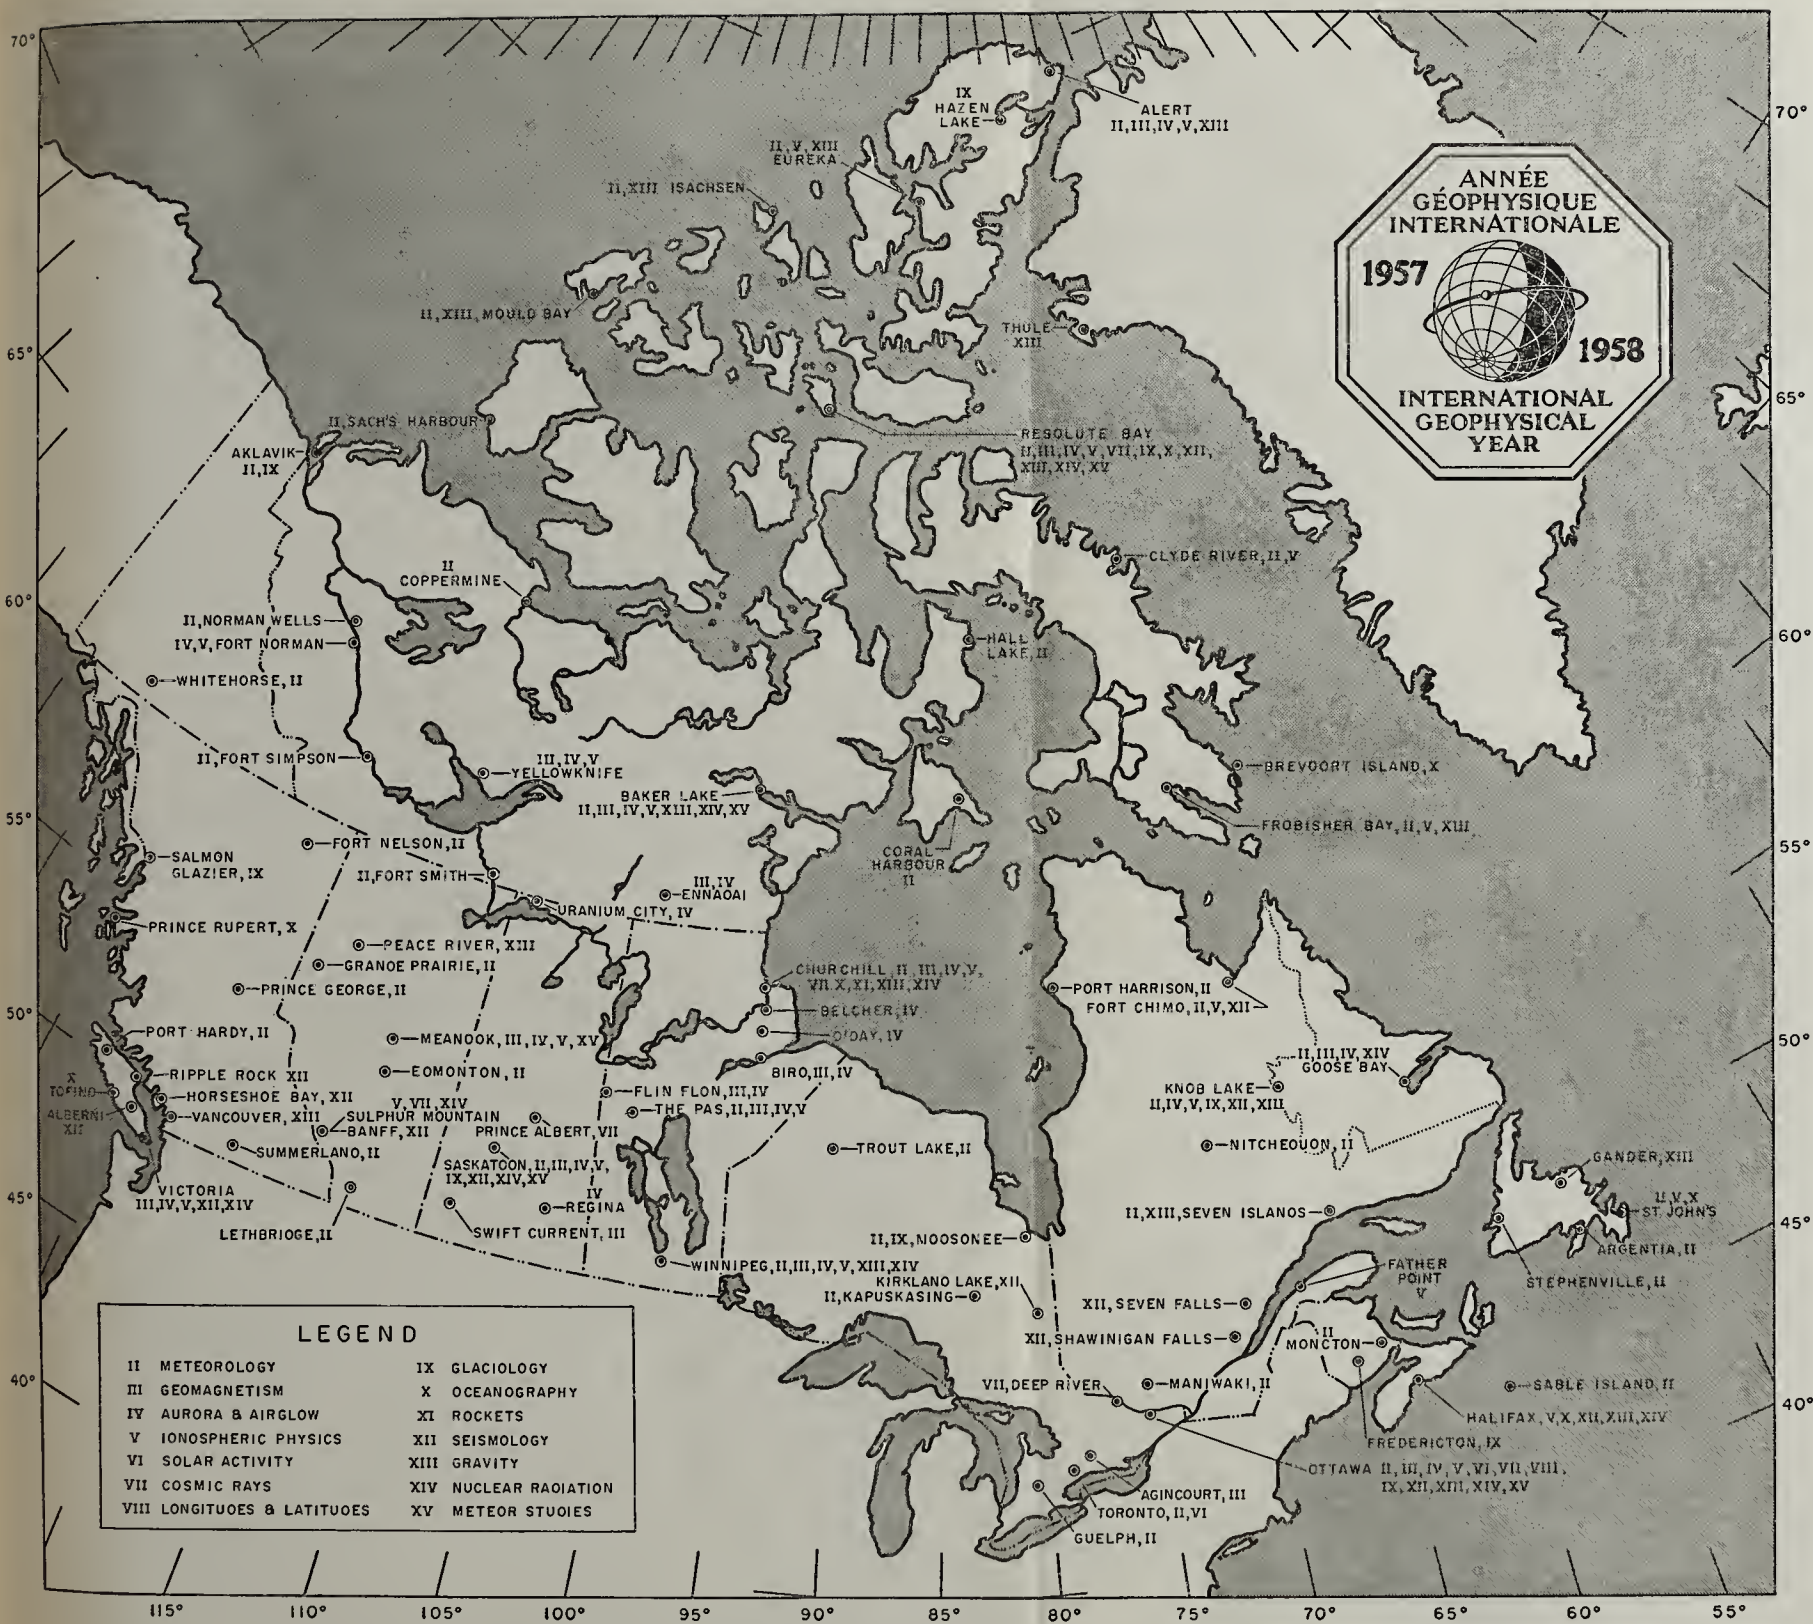 70°
IX
HAZEN
LAKE
ALERT
II,III,IV,V,XIII
70°
II,V,XIII
EUREKA
II,XIII ISACHSEN
II,XIII,MOULD BAY
THULE
XIII
ANNÉE
GÉOPHYSIQUE
INTERNATIONALE
1957
1958
INTERNATIONAL
GEOPHYSICAL
YEAR
65°
65°
II,SACH'S HARBOUR
AKLAVIK
II,IX
RESOLUTE BAY
II,III,IV,V,VII,IX,X,XII,
XIII,XIV,XV
CLYDE RIVER,II,V
II
COPPERMINE
60°
60°
II,NORMAN WELLS
IV,V,FORT NORMAN
HALL
LAKE,II
WHITEHORSE,II
II,FORT SIMPSON
III,IV,V
YELLOWKNIFE
BAKER LAKE
II,III,IV,V,XIII,XIV,XV
BREVOORT ISLAND,X
FROBISHER BAY,II,V,XIII
CORAL
HARBOUR
II
55°
55°
FORT NELSON,II
SALMON
GLAZIER,IX
II,FORT SMITH
III,IV
ENNAOAI
URANIUM CITY,IV
PRINCE RUPERT,X
PEACE RIVER,XIII
GRANOE PRAIRIE,II
PRINCE GEORGE,II
CHURCHILL,II,III,IV,V,
VII,X,XI,XIII,XIV
BELCHER,IV
O'DAY,IV
BIRO,III,IV
PORT HARRISON,II
FORT CHIMO,II,V,XII
50°
50°
PORT HARDY,II
MEANOOK,III,IV,V,XV
RIPPLE ROCK XII
EOMONTON,II
X
TOFINO
HORSESHOE BAY,XII
FLIN FLON,III,IV
ALBERNI
XII
VANCOUVER,XIII
V,VII,XIV
SULPHUR MOUNTAIN
BANFF,XII
THE PAS,II,III,IV,V
PRINCE ALBERT,VII
II,III,IV,XIV
GOOSE BAY
KNOB LAKE
II,IV,V,IX,XII,XIII
SUMMERLANO,II
TROUT LAKE,II
NITCHEOUON,II
SASKATOON,II,III,IV,V,
IX,XII,XIV,XV
GANDER,XIII
VICTORIA
III,IV,V,XII,XIV
IV
REGINA
II,V,X
ST.JOHN'S
45°
45°
LETHBRIOGE,II
SWIFT CURRENT,III
II,XIII,SEVEN ISLANOS
II,IX,NOOSONEE
ARGENTIA,II
WINNIPEG,II,III,IV,V,XIII,XIV
STEPHENVILLE,II
KIRKLANO LAKE,XII
II,KAPUSKASING
FATHER
POINT
V
XII,SEVEN FALLS
XII,SHAWINIGAN FALLS
II
MONCTON
VII,DEEP RIVER
MANIWAKI,II
SABLE ISLAND,II
HALIFAX,V,X,XII,XIII,XIV
FREDERICTON,IX
OTTAWA II,III,IV,V,VI,VII,VIII,
IX,XII,XIII,XIV,XV
AGINCOURT,III
TORONTO,II,VI
GUELPH,II
40°
40°
LEGEND
II METEOROLOGY IX GLACIOLOGY
III GEOMAGNETISM X OCEANOGRAPHY
IV AURORA & AIRGLOW XI ROCKETS
V IONOSPHERIC PHYSICS XII SEISMOLOGY
VI SOLAR ACTIVITY XIII GRAVITY
VII COSMIC RAYS XIV NUCLEAR RAOIATION
VIII LONGITUOES & LATITUOES XV METEOR STUOIES
115° 110° 105° 100° 95° 90° 85° 80° 75° 70° 65° 60° 55°